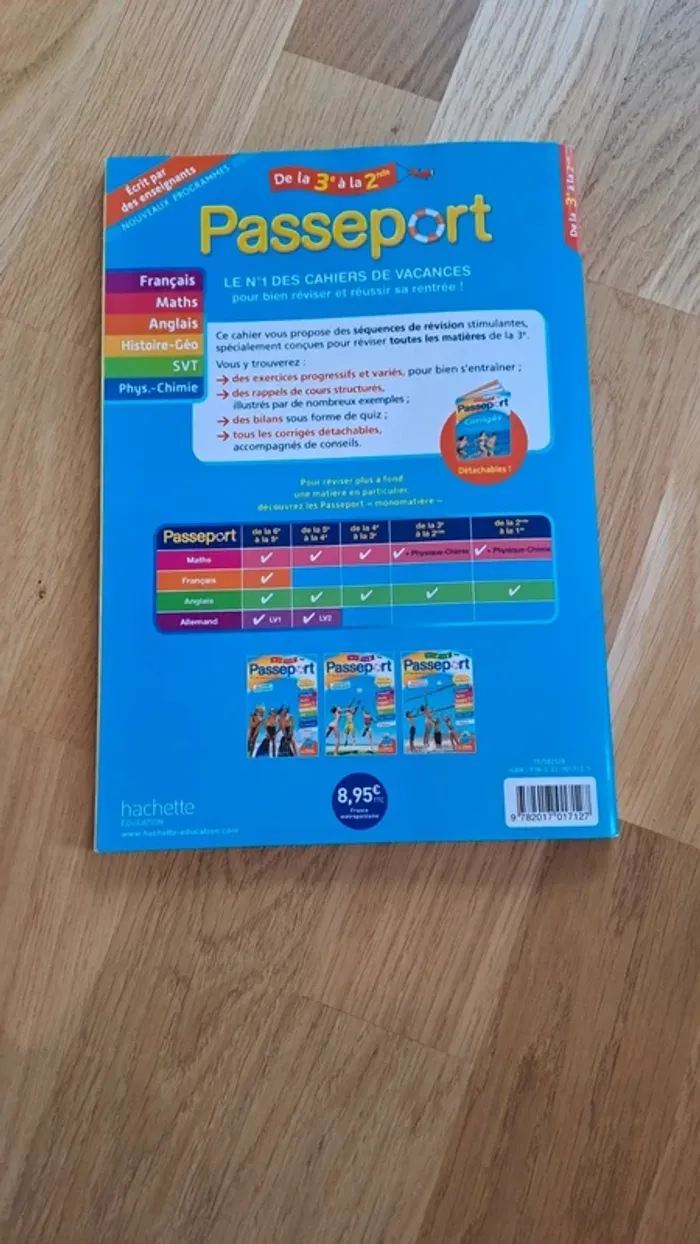 Écrit par
des enseignants
NOUVEAUX PROGRAMMES
De la 3e à la 2nde
De la 3e à la 2nde
Passeport
LE N°1 DES CAHIERS DE VACANCES
pour bien réviser et réussir sa rentrée !
Français
Maths
Anglais
Histoire-Géo
SVT
Phys.-Chimie
Ce cahier vous propose des séquences de révision stimulantes,
spécialement conçues pour réviser toutes les matières de la 3e.
Vous y trouverez :
→ des exercices progressifs et variés, pour bien s'entraîner ;
→ des rappels de cours structurés,
illustrés par de nombreux exemples ;
→ des bilans sous forme de quiz ;
→ tous les corrigés détachables,
accompagnés de conseils.
Passeport
Corrigés
Détachables !
Pour réviser plus à fond
une matière en particulier,
découvrez les Passeport « monomatière ».
Passeport de la 6e à la 5e de la 5e à la 4e de la 4e à la 3e de la 3e à la 2nde de la 2nde à la 1re
Maths ✓ ✓ ✓ ✓ + Physique-Chimie ✓ + Physique-Chimie
Français ✓
Anglais ✓ ✓ ✓ ✓ ✓
Allemand ✓ LV1 ✓ LV2
Passeport Passeport Passeport
hachette
ÉDUCATION
www.hachette-education.com
8,95€
TTC
France
métropolitaine
9 782017 017127